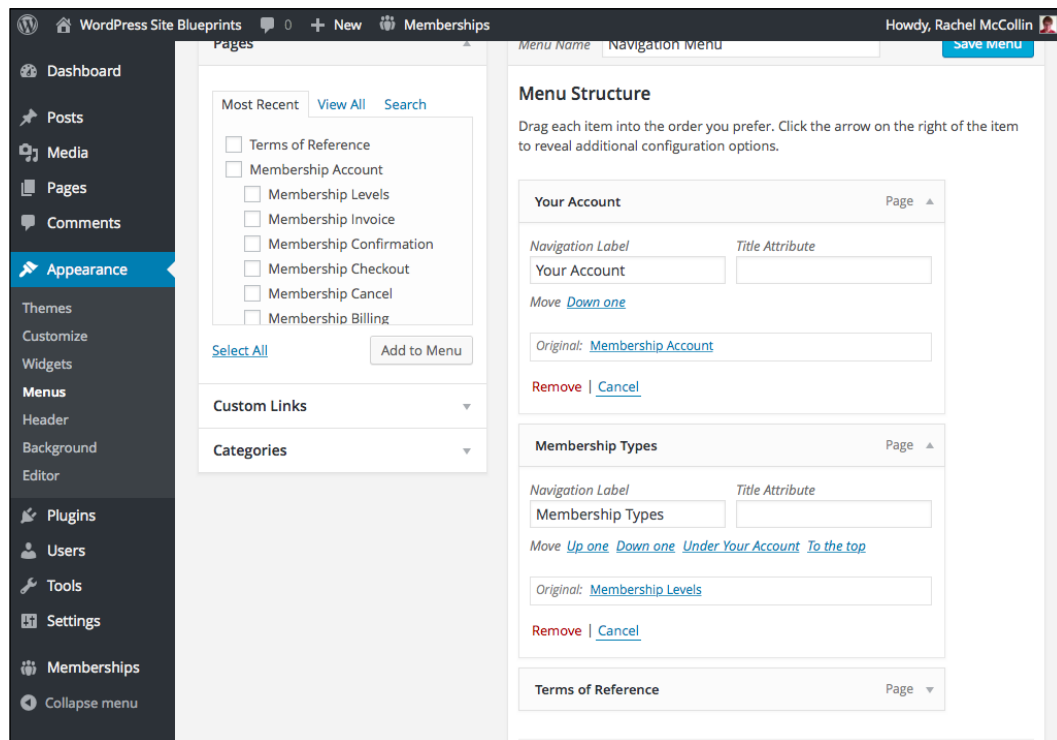 WordPress Site Blueprints 0 + New Memberships Howdy, Rachel McCollin
Dashboard
Posts
Media
Pages
Comments
Appearance
Themes
Customize
Widgets
Menus
Header
Background
Editor
Plugins
Users
Tools
Settings
Memberships
Collapse menu
Pages
Most Recent View All Search
Terms of Reference
Membership Account
Membership Levels
Membership Invoice
Membership Confirmation
Membership Checkout
Membership Cancel
Membership Billing
Select All Add to Menu
Custom Links
Categories
Menu Name Navigation Menu Save Menu
Menu Structure
Drag each item into the order you prefer. Click the arrow on the right of the item
to reveal additional configuration options.
Your Account Page
Navigation Label Title Attribute
Your Account
Move Down one
Original: Membership Account
Remove | Cancel
Membership Types Page
Navigation Label Title Attribute
Membership Types
Move Up one Down one Under Your Account To the top
Original: Membership Levels
Remove | Cancel
Terms of Reference Page